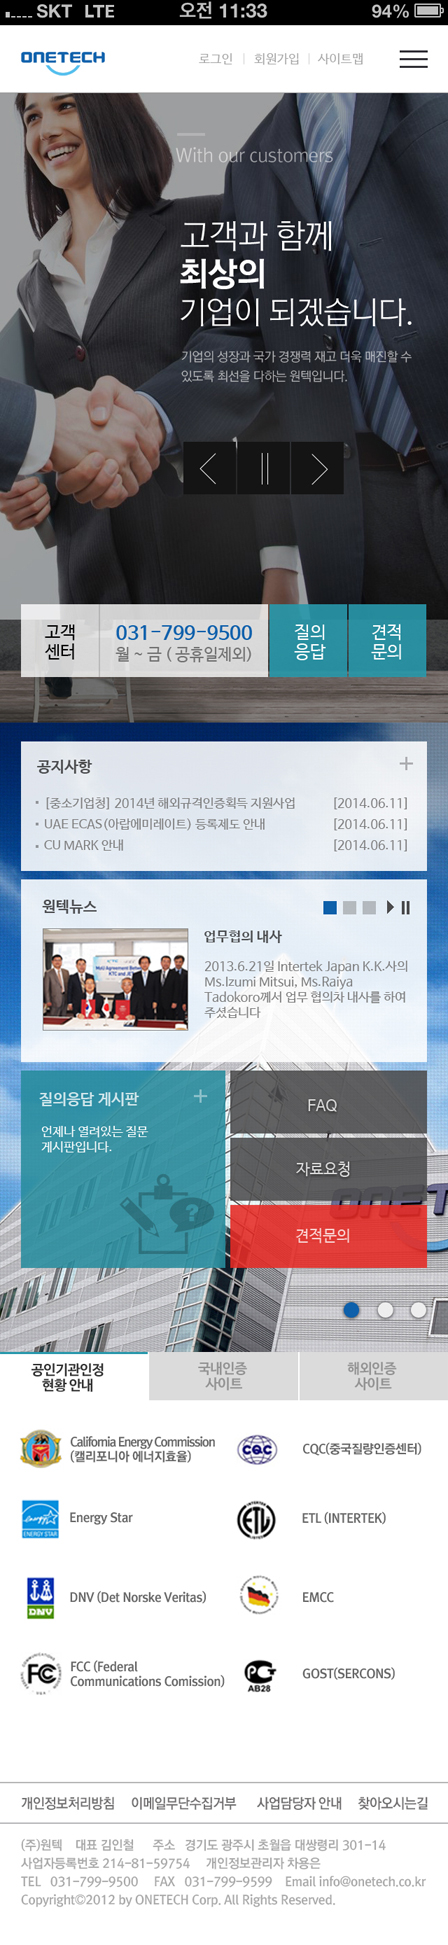 SKT LTE 오전 11:33 94%
ONETECH
로그인 | 회원가입 | 사이트맵
With our customers
고객과 함께
최상의
기업이 되겠습니다.
기업의 성장과 국가 경쟁력 재고 더욱 매진할 수
있도록 최선을 다하는 원텍입니다.
고객
센터
031-799-9500
월 ~ 금 ( 공휴일제외)
질의
응답
견적
문의
공지사항 +
[중소기업청] 2014년 해외규격인증획득 지원사업 [2014.06.11]
UAE ECAS(아랍에미레이트) 등록제도 안내 [2014.06.11]
CU MARK 안내 [2014.06.11]
원텍뉴스
업무협의 내사
2013.6.21일 Intertek Japan K.K.사의
Ms.Izumi Mitsui, Ms.Raiya
Tadokoro께서 업무 협의차 내사를 하여
주셨습니다
질의응답 게시판 +
언제나 열려있는 질문
게시판입니다.
FAQ
자료요청
견적문의
공인기관인정
현황 안내
국내인증
사이트
해외인증
사이트
California Energy Commission
(캘리포니아 에너지효율)
CQC
CQC(중국질량인증센터)
ENERGY STAR
Energy Star
ETL
ETL (INTERTEK)
DNV
DNV (Det Norske Veritas)
EMCC
FCC
FCC (Federal
Communications Comission)
AB28
GOST(SERCONS)
개인정보처리방침 이메일무단수집거부 사업담당자 안내 찾아오시는길
(주)원텍 대표 김인철 주소 경기도 광주시 초월읍 대쌍령리 301-14
사업자등록번호 214-81-59754 개인정보관리자 차용은
TEL 031-799-9500 FAX 031-799-9599 Email info@onetech.co.kr
Copyright©2012 by ONETECH Corp. All Rights Reserved.